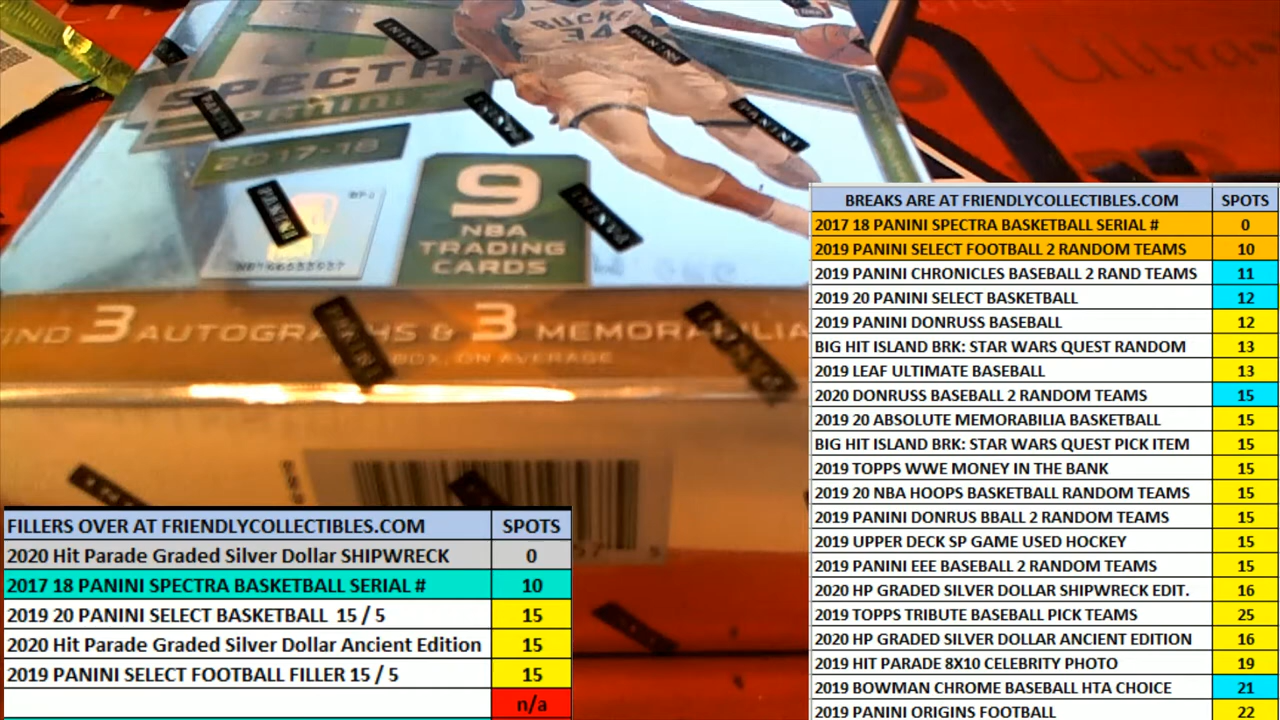 BUCKS
34
SPECTRA
PANINI
2017-18
9
NBA
TRADING
CARDS
3 AUTOGRAPHS & 3 MEMORABILIA
BOX, ON AVERAGE
PANINI
PANINI
PANINI
PANINI
PANINI
PANINI
PANINI
PANINI
Ultra
BREAKS ARE AT FRIENDLYCOLLECTIBLES.COM SPOTS
2017 18 PANINI SPECTRA BASKETBALL SERIAL # 0
2019 PANINI SELECT FOOTBALL 2 RANDOM TEAMS 10
2019 PANINI CHRONICLES BASEBALL 2 RAND TEAMS 11
2019 20 PANINI SELECT BASKETBALL 12
2019 PANINI DONRUSS BASEBALL 12
BIG HIT ISLAND BRK: STAR WARS QUEST RANDOM 13
2019 LEAF ULTIMATE BASEBALL 13
2020 DONRUSS BASEBALL 2 RANDOM TEAMS 15
2019 20 ABSOLUTE MEMORABILIA BASKETBALL 15
BIG HIT ISLAND BRK: STAR WARS QUEST PICK ITEM 15
2019 TOPPS WWE MONEY IN THE BANK 15
2019 20 NBA HOOPS BASKETBALL RANDOM TEAMS 15
2019 PANINI DONRUS BBALL 2 RANDOM TEAMS 15
2019 UPPER DECK SP GAME USED HOCKEY 15
2019 PANINI EEE BASEBALL 2 RANDOM TEAMS 15
2020 HP GRADED SILVER DOLLAR SHIPWRECK EDIT. 16
2019 TOPPS TRIBUTE BASEBALL PICK TEAMS 25
2020 HP GRADED SILVER DOLLAR ANCIENT EDITION 16
2019 HIT PARADE 8X10 CELEBRITY PHOTO 19
2019 BOWMAN CHROME BASEBALL HTA CHOICE 21
2019 PANINI ORIGINS FOOTBALL 22
FILLERS OVER AT FRIENDLYCOLLECTIBLES.COM SPOTS
2020 Hit Parade Graded Silver Dollar SHIPWRECK 0
2017 18 PANINI SPECTRA BASKETBALL SERIAL # 10
2019 20 PANINI SELECT BASKETBALL 15 / 5 15
2020 Hit Parade Graded Silver Dollar Ancient Edition 15
2019 PANINI SELECT FOOTBALL FILLER 15 / 5 15
n/a